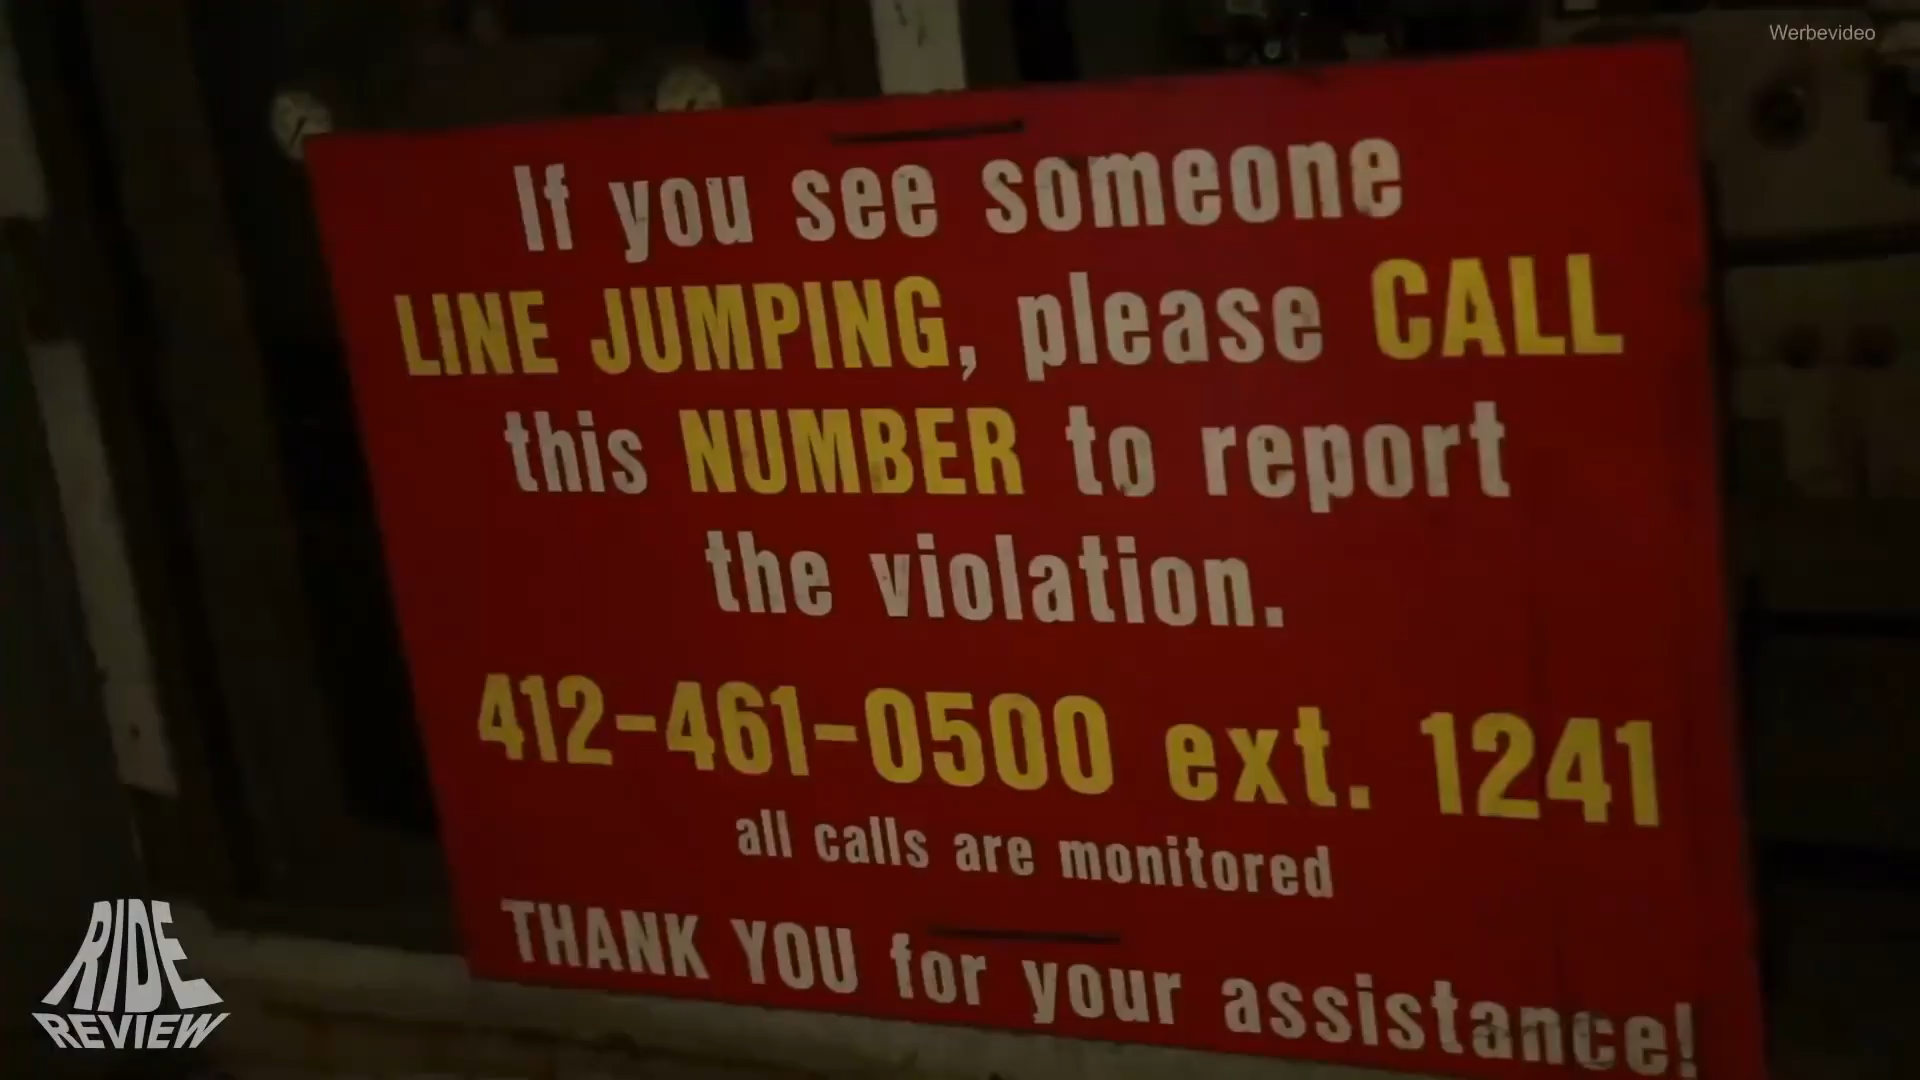 Werbevideo
If you see someone
LINE JUMPING, please CALL
this NUMBER to report
the violation.
412-461-0500 ext. 1241
all calls are monitored
THANK YOU for your assistance!
RIDE
REVIEW